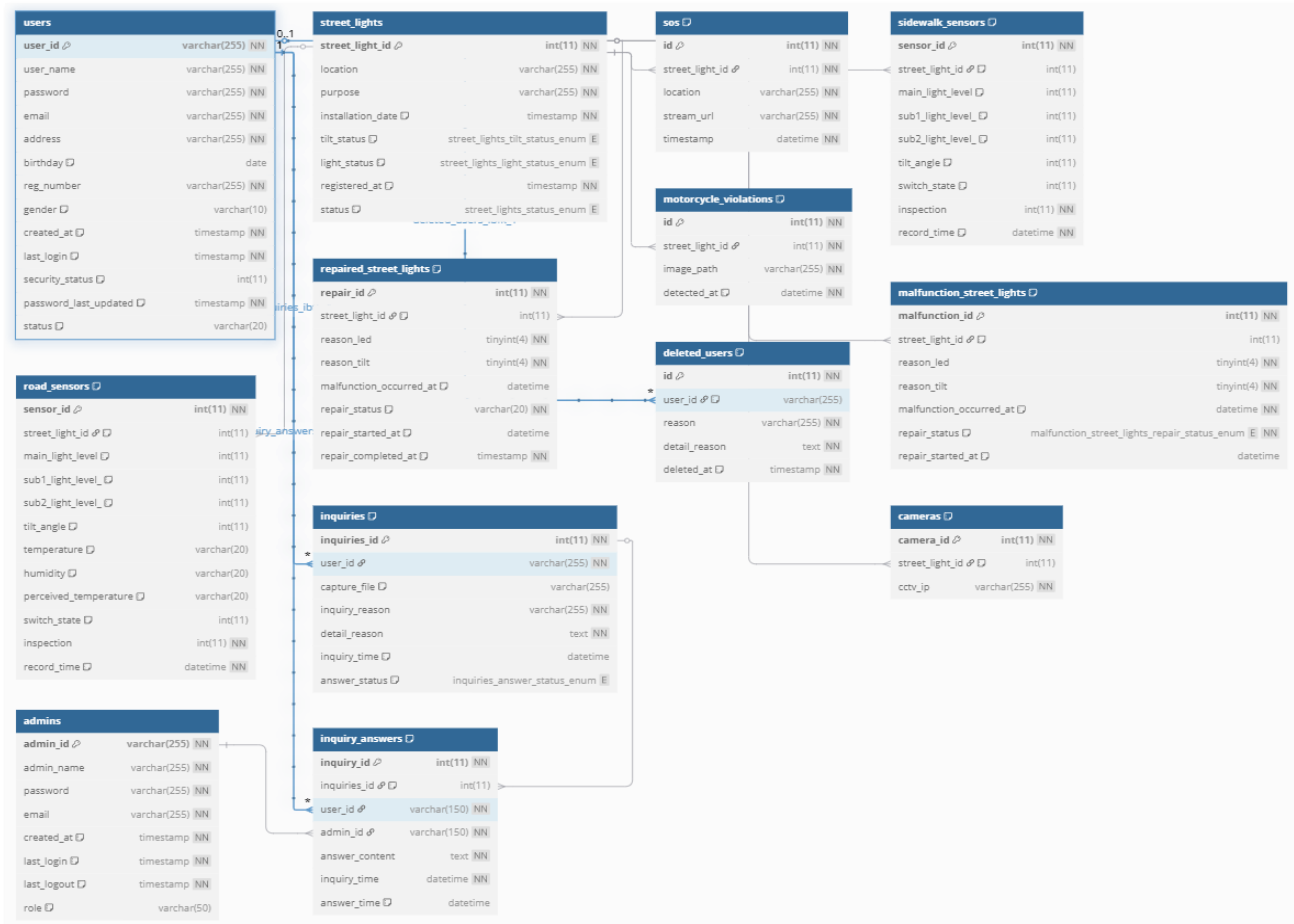 users
user_id varchar(255) NN
user_name varchar(255) NN
password varchar(255) NN
email varchar(255) NN
address varchar(255) NN
birthday date
reg_number varchar(255) NN
gender varchar(10)
created_at timestamp NN
last_login timestamp NN
security_status int(11)
password_last_updated timestamp NN
status varchar(20)
0..1
1
street_lights
street_light_id int(11) NN
location varchar(255) NN
purpose varchar(255) NN
installation_date timestamp NN
tilt_status street_lights_tilt_status_enum E
light_status street_lights_light_status_enum E
registered_at timestamp NN
status street_lights_status_enum E
sos
id int(11) NN
street_light_id int(11) NN
location varchar(255) NN
stream_url varchar(255) NN
timestamp datetime NN
sidewalk_sensors
sensor_id int(11) NN
street_light_id int(11)
main_light_level int(11)
sub1_light_level_ int(11)
sub2_light_level_ int(11)
tilt_angle int(11)
switch_state int(11)
inspection int(11) NN
record_time datetime NN
motorcycle_violations
id int(11) NN
street_light_id int(11) NN
image_path varchar(255) NN
detected_at datetime NN
repaired_street_lights
repair_id int(11) NN
street_light_id int(11)
reason_led tinyint(4) NN
reason_tilt tinyint(4) NN
malfunction_occurred_at datetime
repair_status varchar(20) NN
repair_started_at datetime
repair_completed_at timestamp NN
malfunction_street_lights
malfunction_id int(11) NN
street_light_id int(11)
reason_led tinyint(4) NN
reason_tilt tinyint(4) NN
malfunction_occurred_at datetime NN
repair_status malfunction_street_lights_repair_status_enum E NN
repair_started_at datetime
deleted_users
id int(11) NN
* user_id varchar(255)
reason varchar(255) NN
detail_reason text NN
deleted_at timestamp NN
road_sensors
sensor_id int(11) NN
street_light_id int(11)
main_light_level int(11)
sub1_light_level_ int(11)
sub2_light_level_ int(11)
tilt_angle int(11)
temperature varchar(20)
humidity varchar(20)
perceived_temperature varchar(20)
switch_state int(11)
inspection int(11) NN
record_time datetime NN
inquiries
inquiries_id int(11) NN
* user_id varchar(255) NN
capture_file varchar(255)
inquiry_reason varchar(255) NN
detail_reason text NN
inquiry_time datetime
answer_status inquiries_answer_status_enum E
cameras
camera_id int(11) NN
street_light_id int(11)
cctv_ip varchar(255) NN
admins
admin_id varchar(255) NN
admin_name varchar(255) NN
password varchar(255) NN
email varchar(255) NN
created_at timestamp NN
last_login timestamp NN
last_logout timestamp NN
role varchar(50)
inquiry_answers
inquiry_id int(11) NN
inquiries_id int(11)
* user_id varchar(150) NN
admin_id varchar(150) NN
answer_content text NN
inquiry_time datetime NN
answer_time datetime